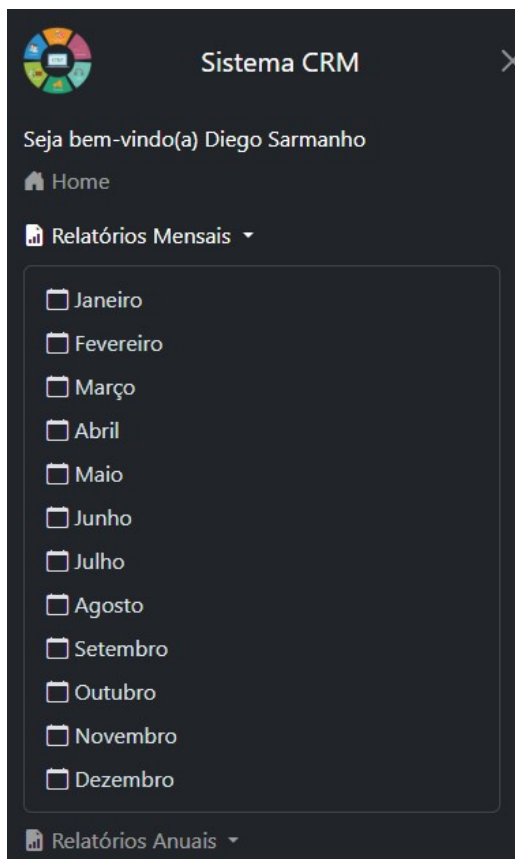 Sistema CRM
Seja bem-vindo(a) Diego Sarmanho
Home
Relatórios Mensais
Janeiro
Fevereiro
Março
Abril
Maio
Junho
Julho
Agosto
Setembro
Outubro
Novembro
Dezembro
Relatórios Anuais